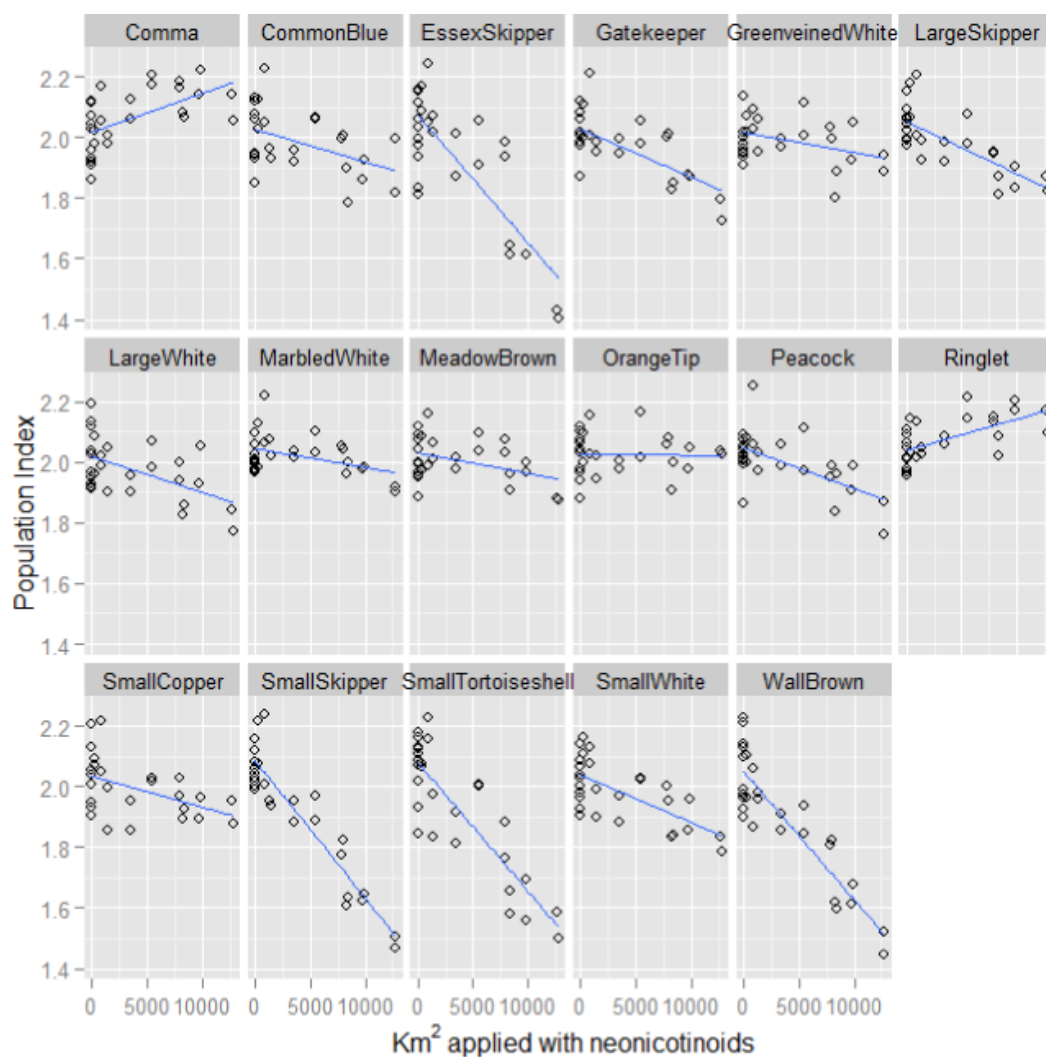 Comma CommonBlue EssexSkipper Gatekeeper GreenveinedWhite LargeSkipper
2.2
2.0
1.8
1.6
1.4
LargeWhite MarbledWhite MeadowBrown OrangeTip Peacock Ringlet
2.2
2.0
1.8
1.6
1.4
Population Index
SmallCopper SmallSkipper SmallTortoiseshell SmallWhite WallBrown
2.2
2.0
1.8
1.6
1.4
0 5000 10000 0 5000 10000 0 5000 10000 0 5000 10000 0 5000 10000
Km² applied with neonicotinoids